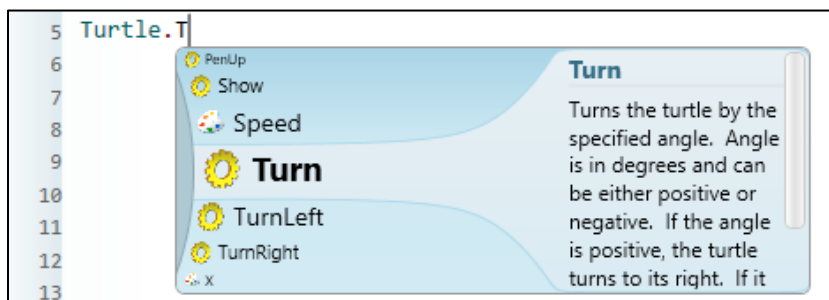 5 Turtle.T
6
7
8
9
10
11
12
13
PenUp
Show
Speed
Turn
TurnLeft
TurnRight
X
Turn
Turns the turtle by the
specified angle. Angle
is in degrees and can
be either positive or
negative. If the angle
is positive, the turtle
turns to its right. If it